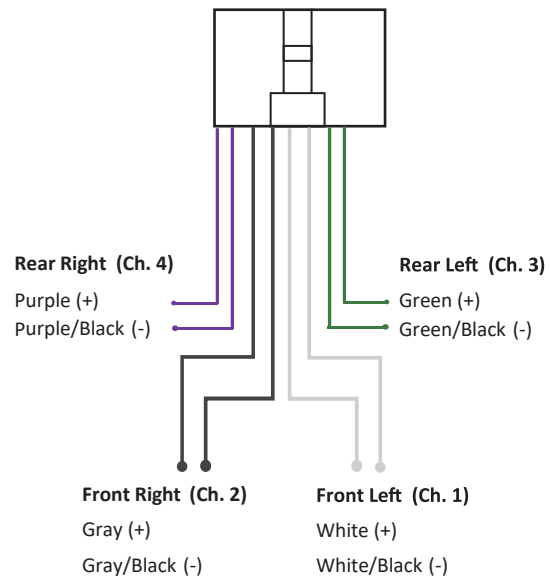 Rear Right (Ch. 4)
Purple (+)
Purple/Black (-)
Rear Left (Ch. 3)
Green (+)
Green/Black (-)
Front Right (Ch. 2)
Gray (+)
Gray/Black (-)
Front Left (Ch. 1)
White (+)
White/Black (-)